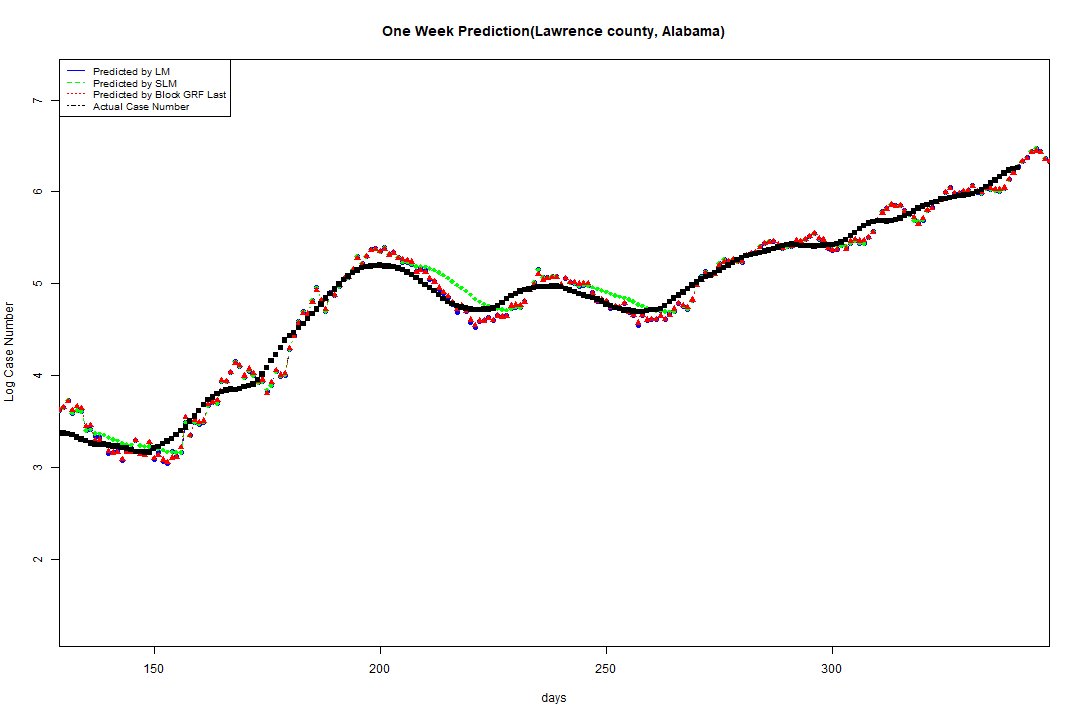 One Week Prediction(Lawrence county, Alabama)
Predicted by LM
Predicted by SLM
Predicted by Block GRF Last
Actual Case Number
7
6
5
4
3
2
Log Case Number
150 200 250 300
days